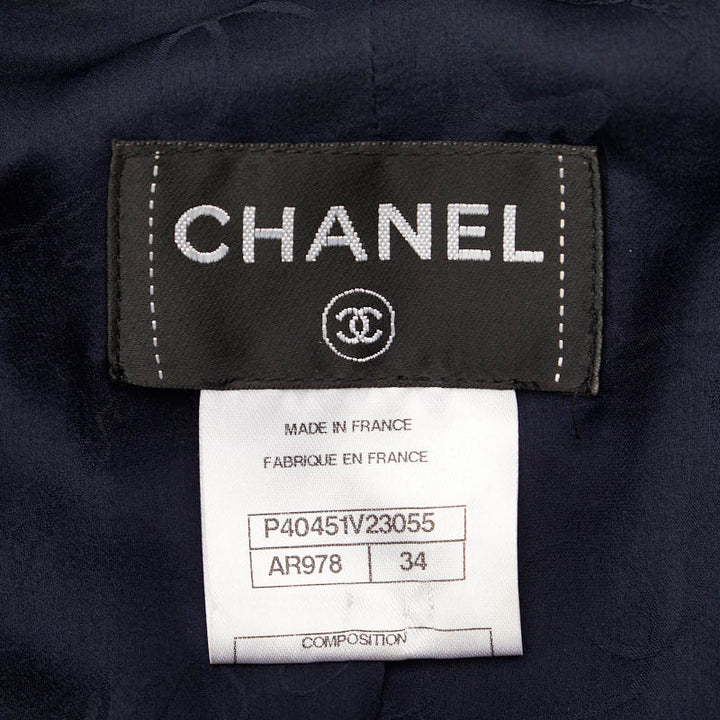 CHANEL
MADE IN FRANCE
FABRIQUE EN FRANCE
P40451V23055
AR978 34
COMPOSITION